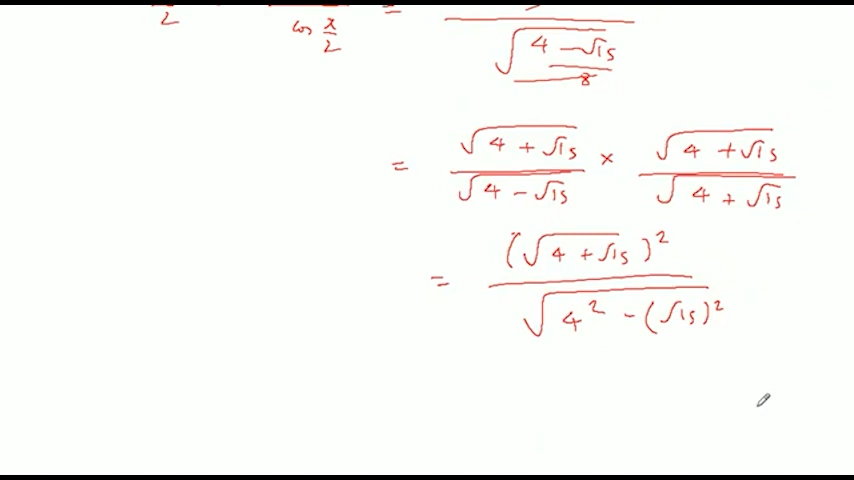 2 cos x/2 =
√(4 - √15)/8
= √(4 + √15)/√(4 - √15) × √(4 + √15)/√(4 + √15)
= (√(4 + √15))²/√(4² - (√15)²)